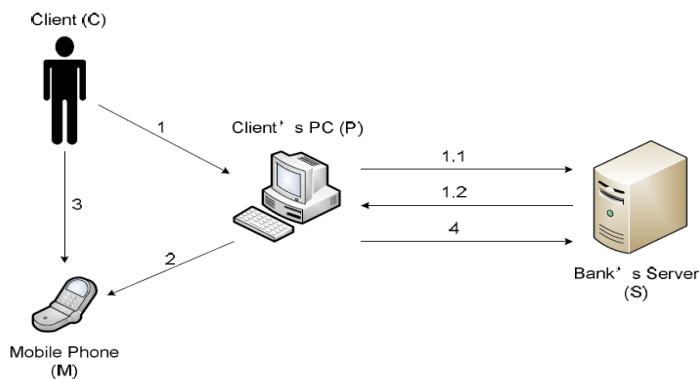 Client (C)
1
Client’s PC (P)
1.1
1.2
4
3
2
Bank’s Server
(S)
Mobile Phone
(M)